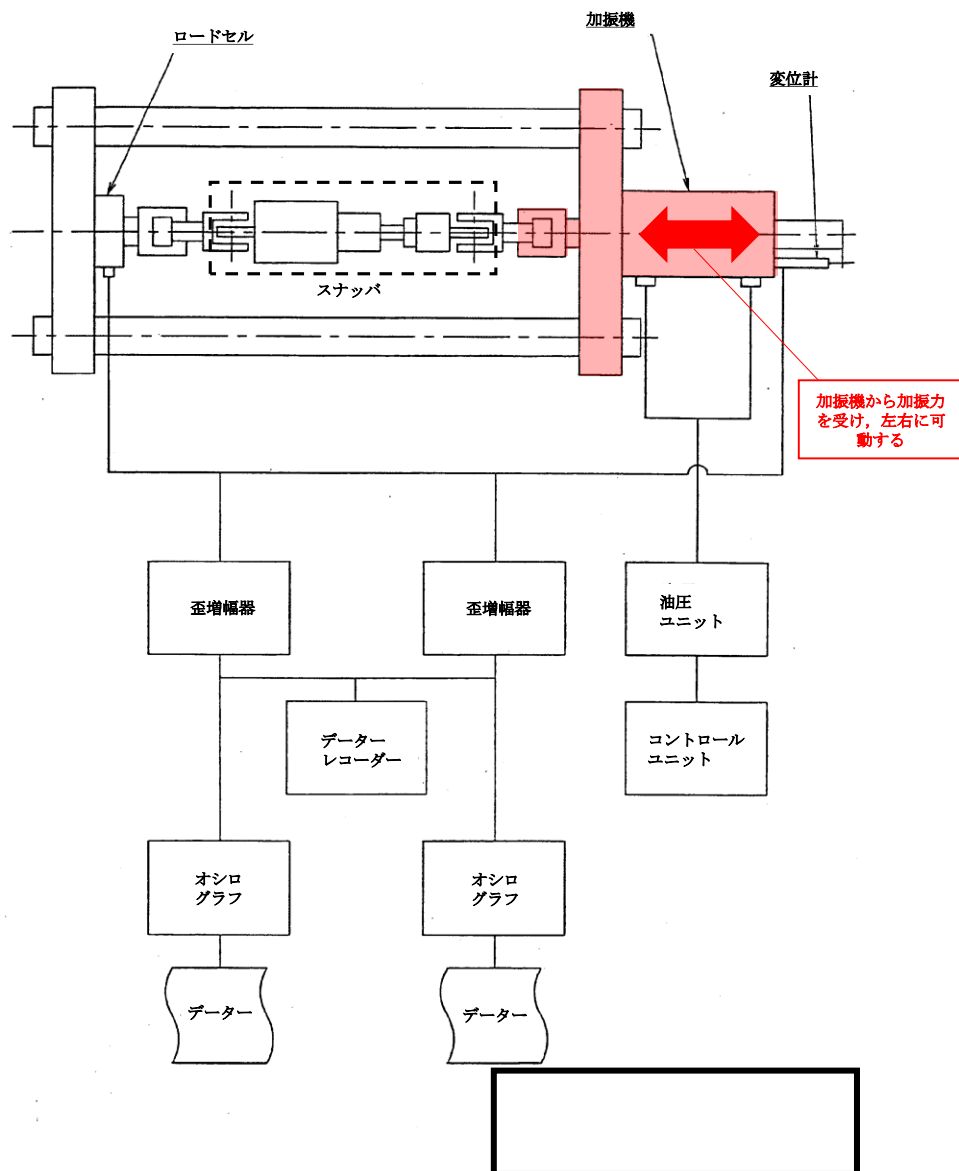 加振機
ロードセル
変位計
スナッバ
加振機から加振力
を受け，左右に可
動する
歪増幅器
歪増幅器
油圧
ユニット
データー
レコーダー
コントロール
ユニット
オシロ
グラフ
オシロ
グラフ
データー
データー